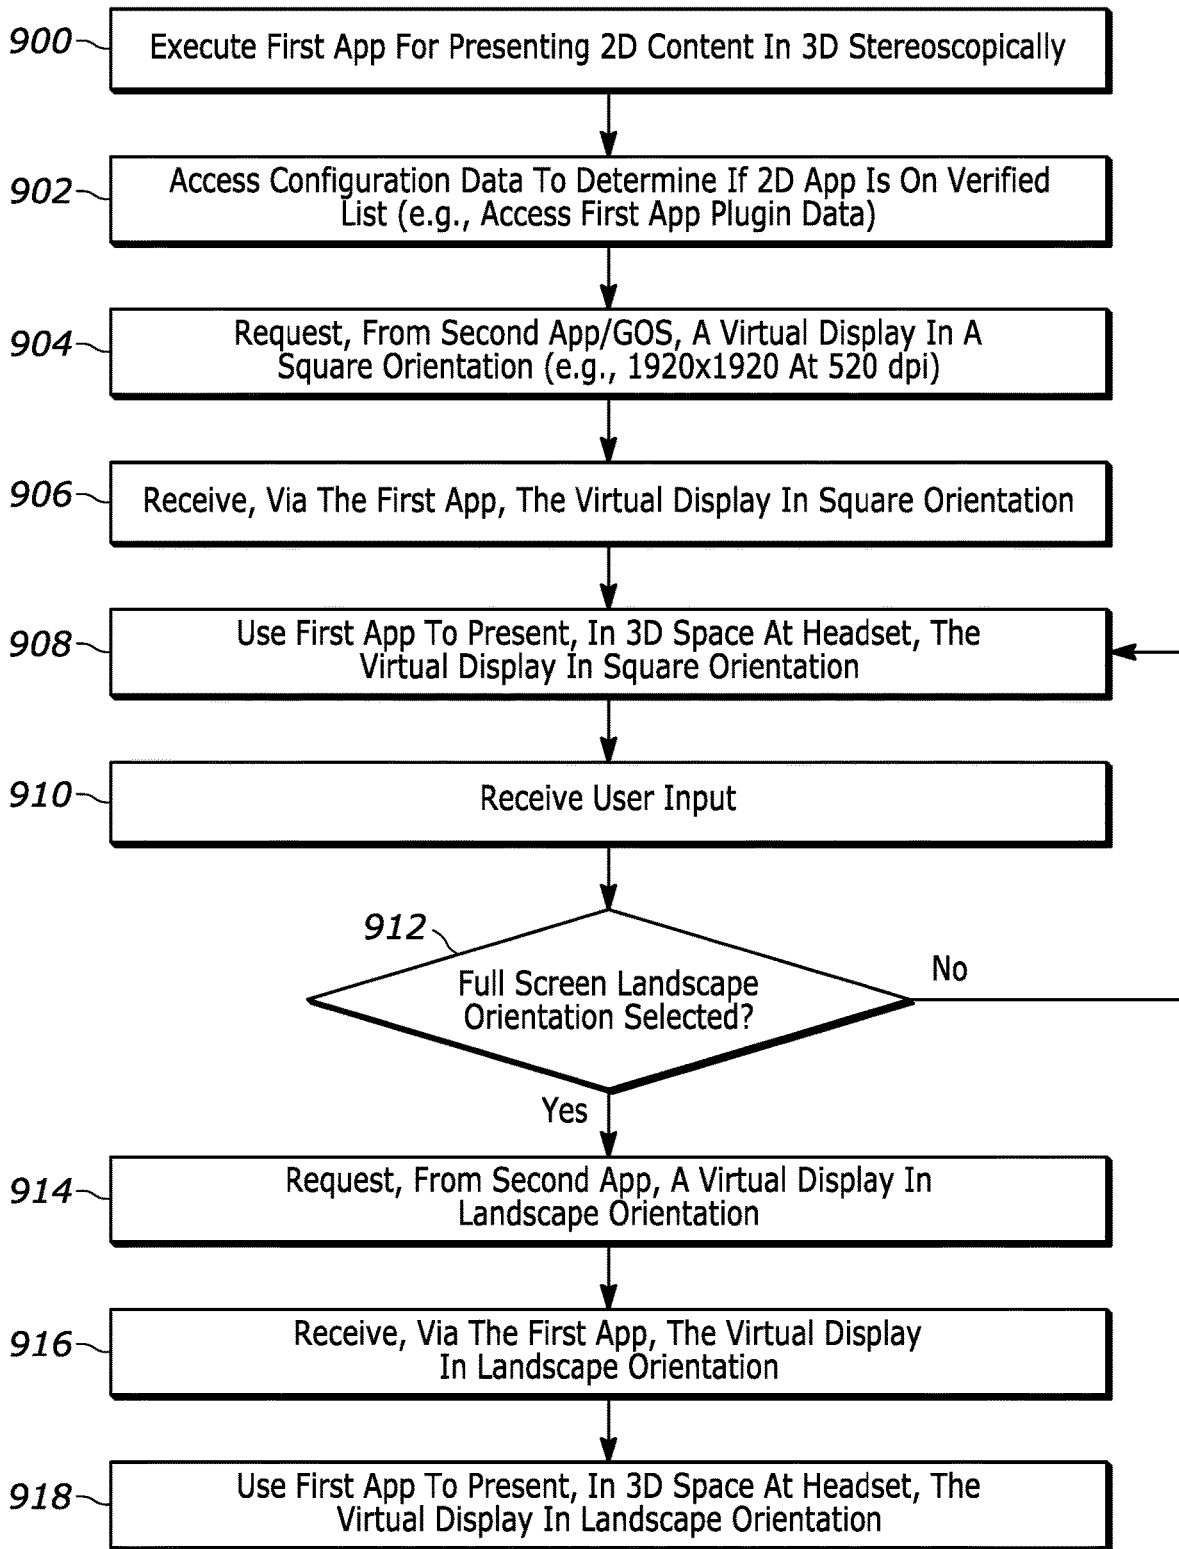 900
Execute First App For Presenting 2D Content In 3D Stereoscopically
902
Access Configuration Data To Determine If 2D App Is On Verified
List (e.g., Access First App Plugin Data)
904
Request, From Second App/GOS, A Virtual Display In A
Square Orientation (e.g., 1920x1920 At 520 dpi)
906
Receive, Via The First App, The Virtual Display In Square Orientation
908
Use First App To Present, In 3D Space At Headset, The
Virtual Display In Square Orientation
910
Receive User Input
912
Full Screen Landscape
Orientation Selected?
No
Yes
914
Request, From Second App, A Virtual Display In
Landscape Orientation
916
Receive, Via The First App, The Virtual Display
In Landscape Orientation
918
Use First App To Present, In 3D Space At Headset, The
Virtual Display In Landscape Orientation